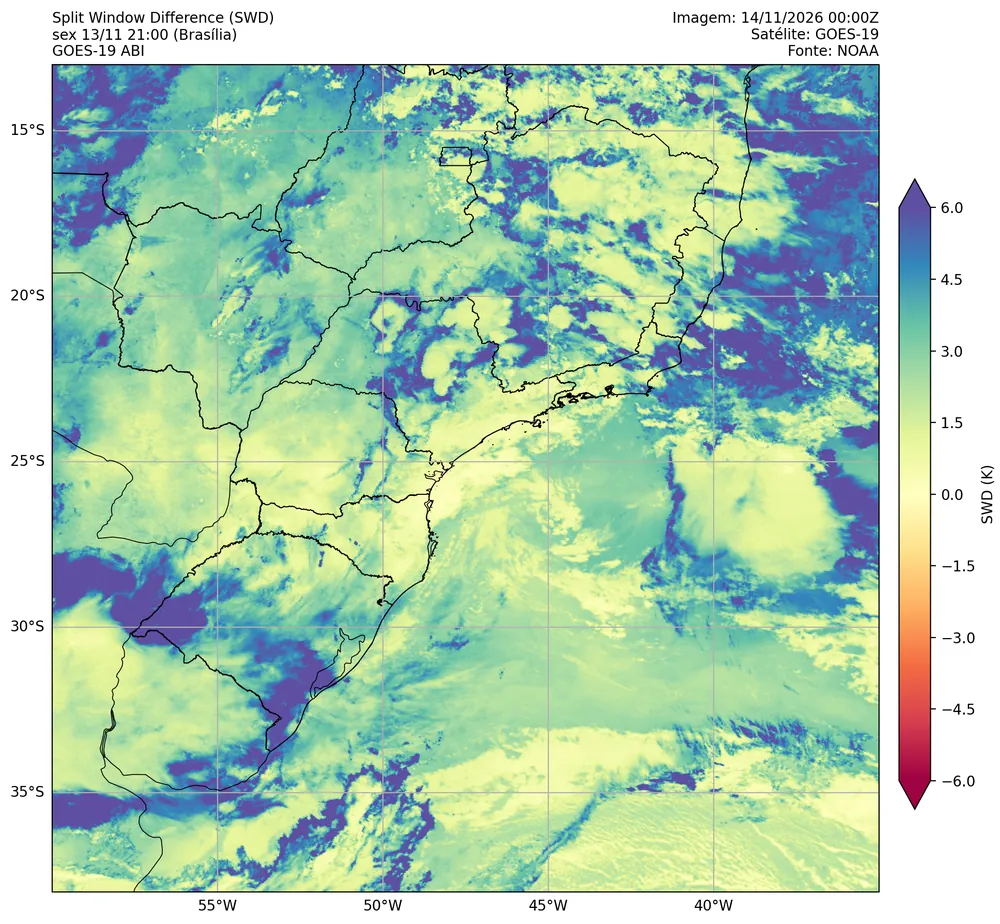 Split Window Difference (SWD)
sex 13/11 21:00 (Brasília)
GOES-19 ABI
Imagem: 14/11/2026 00:00Z
Satélite: GOES-19
Fonte: NOAA
15°S
20°S
25°S
30°S
35°S
55°W
50°W
45°W
40°W
6.0
4.5
3.0
1.5
0.0
−1.5
−3.0
−4.5
−6.0
SWD (K)